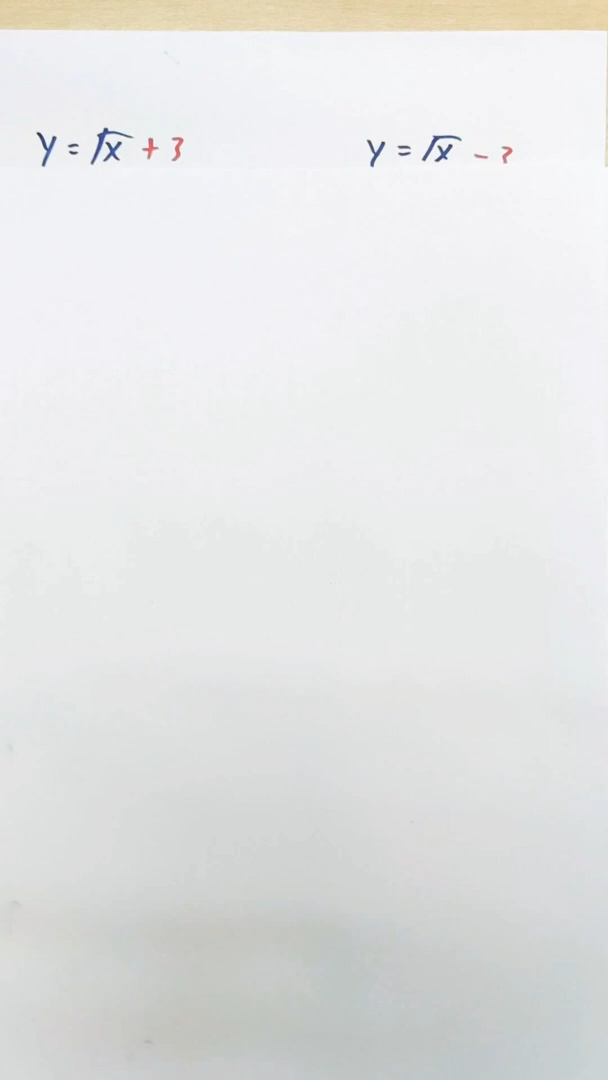 y = √x + 3
y = √x -